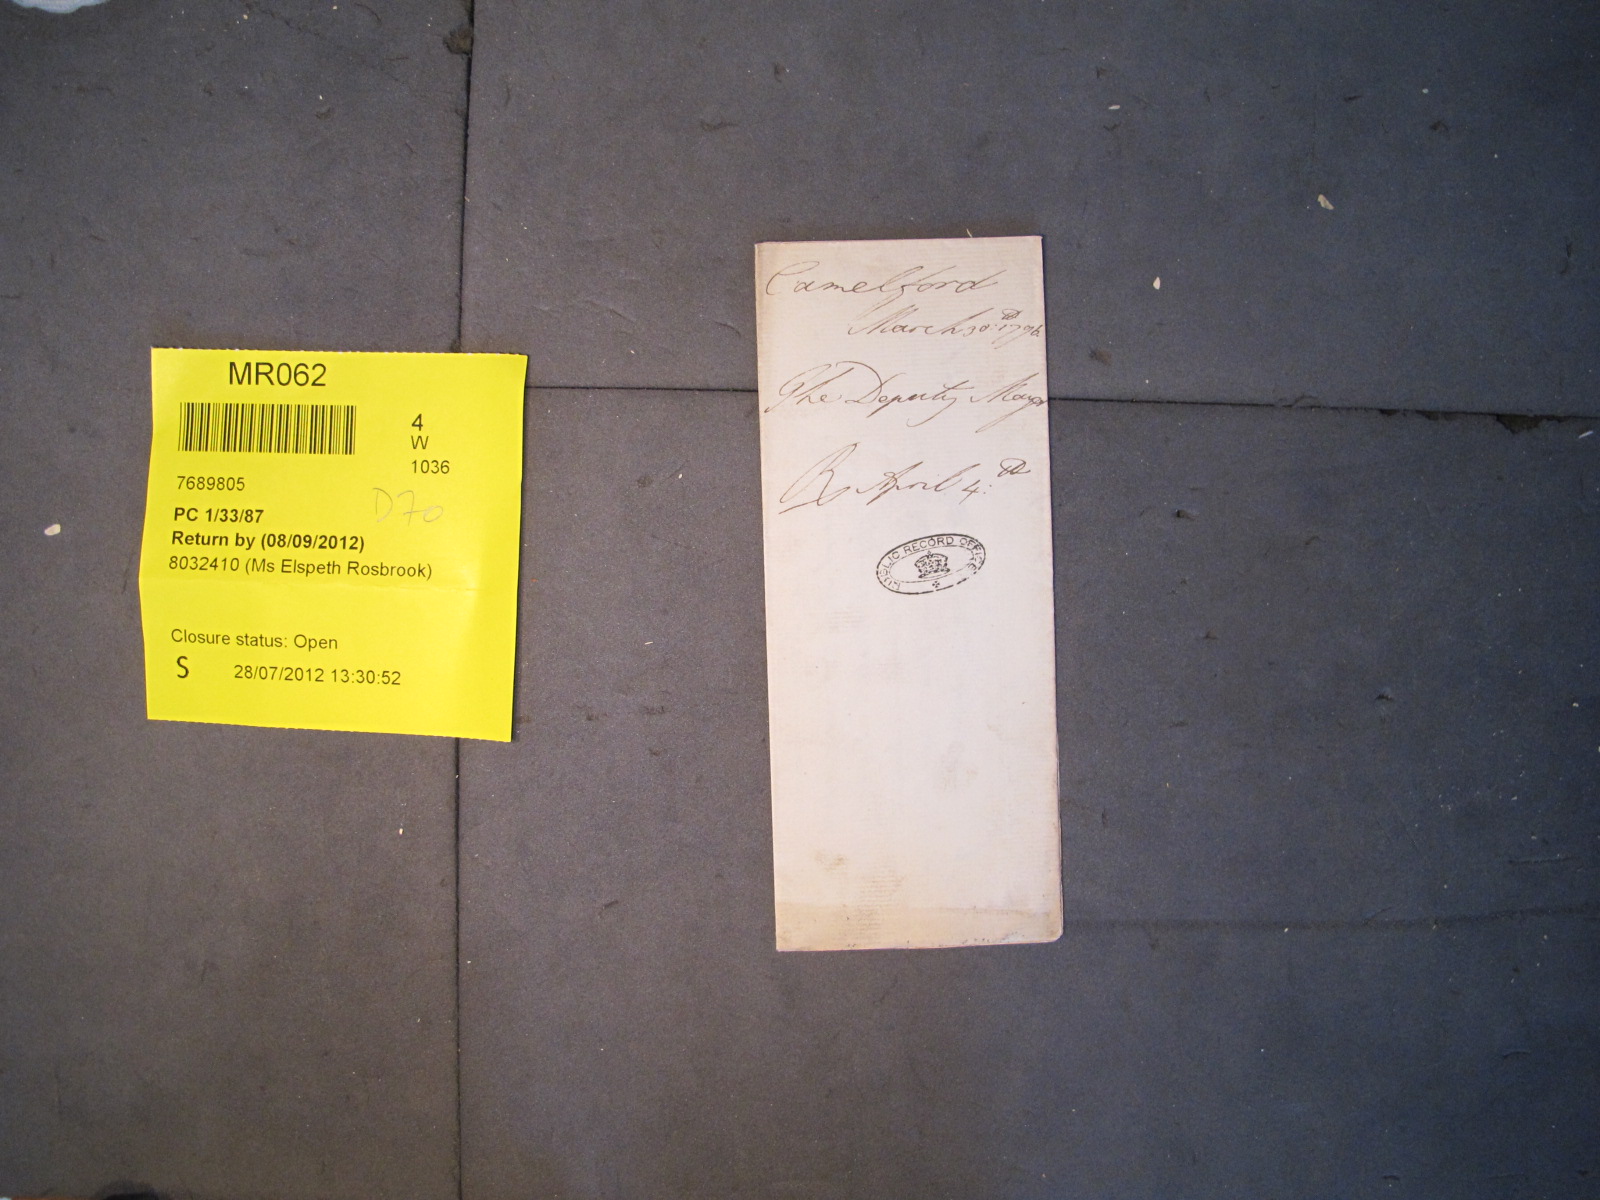 MR062
4
W
1036
7689805
D70
PC 1/33/87
Return by (08/09/2012)
8032410 (Ms Elspeth Rosbrook)
Closure status: Open
S 28/07/2012 13:30:52
Camelford
March 30th: 1796
The Deputy Mayor
R April 4:th
PUBLIC RECORD OFFICE